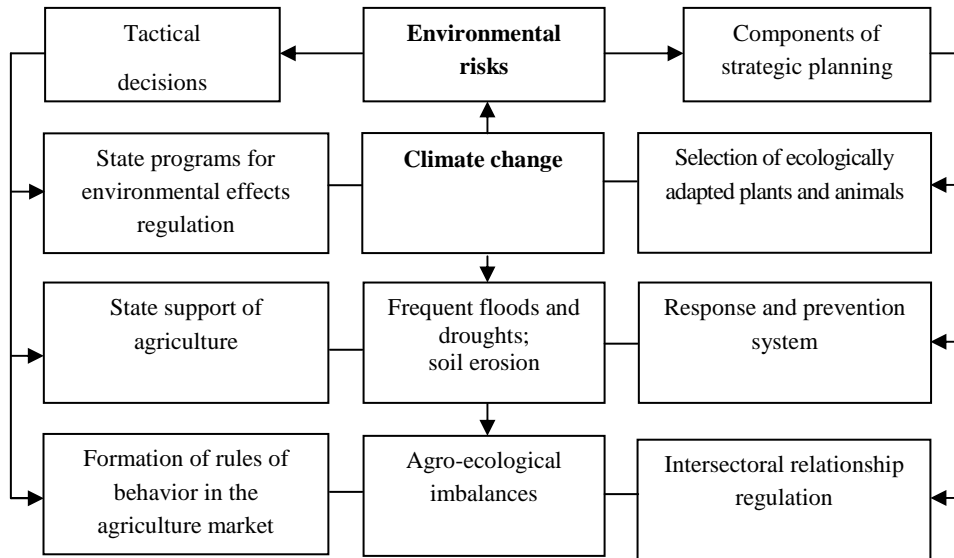 Tactical
decisions
Environmental
risks
Components of
strategic planning
State programs for
environmental effects
regulation
Climate change
Selection of ecologically
adapted plants and animals
State support of
agriculture
Frequent floods and
droughts;
soil erosion
Response and prevention
system
Formation of rules of
behavior in the
agriculture market
Agro-ecological
imbalances
Intersectoral relationship
regulation